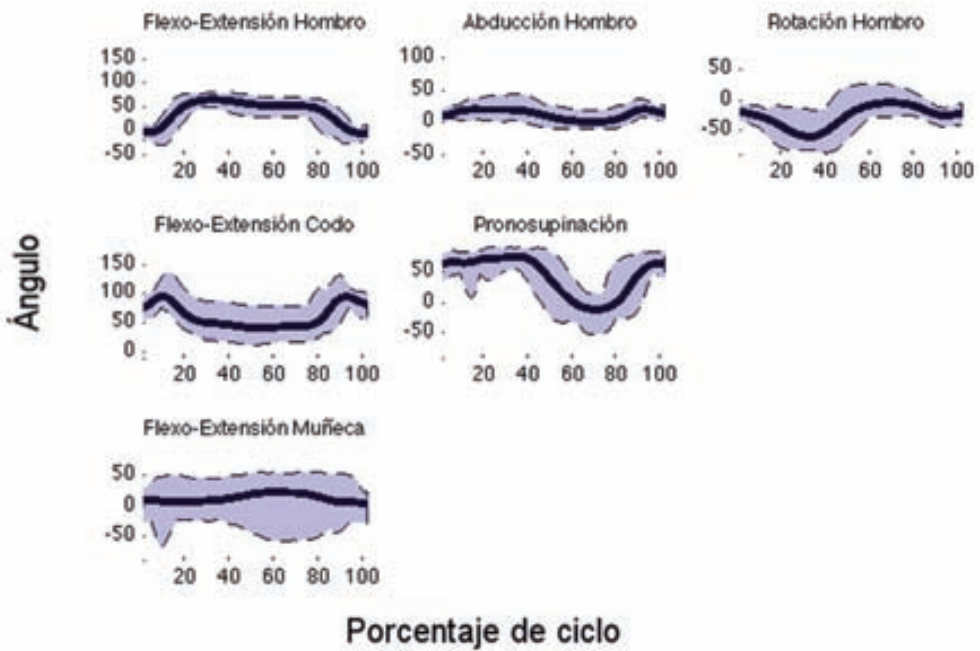 Flexo-Extensión Hombro
Abducción Hombro
Rotación Hombro
150
100
50
0
-50
20 40 60 80 100
100
50
0
-50
20 40 60 80 100
50
0
-50
20 40 60 80 100
Ángulo
Flexo-Extensión Codo
Pronosupinación
150
100
50
0
20 40 60 80 100
50
0
-50
20 40 60 80 100
Flexo-Extensión Muñeca
50
0
-50
20 40 60 80 100
Porcentaje de ciclo